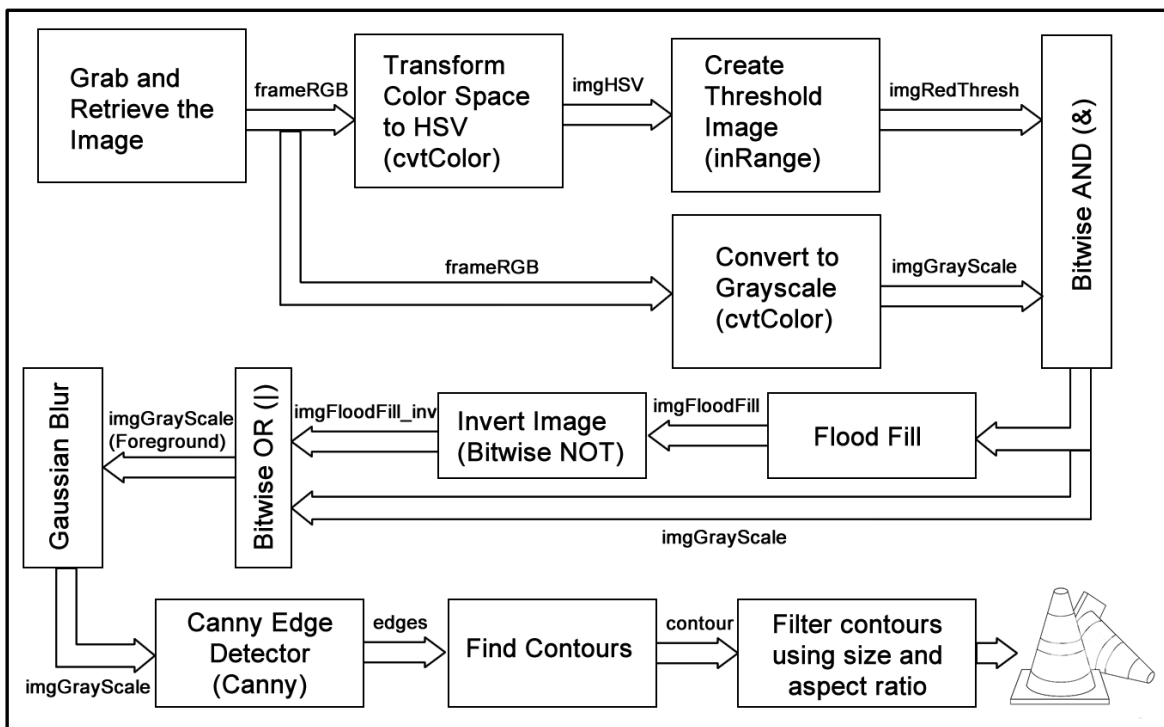 Grab and
Retrieve the
Image
frameRGB
Transform
Color Space
to HSV
(cvtColor)
imgHSV
Create
Threshold
Image
(inRange)
imgRedThresh
Bitwise AND (&)
frameRGB
Convert to
Grayscale
(cvtColor)
imgGrayScale
Flood Fill
imgFloodFill
Invert Image
(Bitwise NOT)
imgFloodFill_inv
imgGrayScale
Bitwise OR (|)
imgGrayScale
(Foreground)
Gaussian Blur
imgGrayScale
Canny Edge
Detector
(Canny)
edges
Find Contours
contour
Filter contours
using size and
aspect ratio